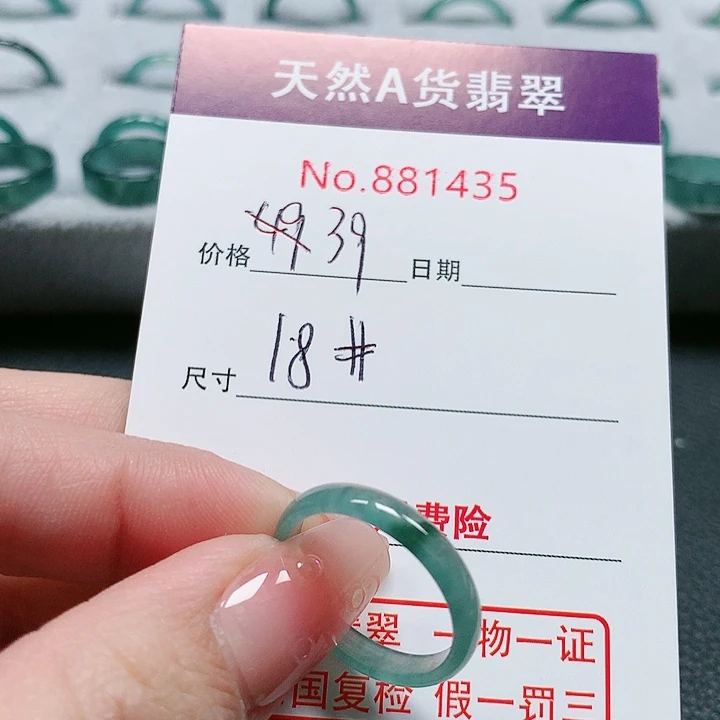 天然A货翡翠
No.881435
价格 49 39 日期
尺寸 18#
费险
翠 一物一证
国复检 假一罚三